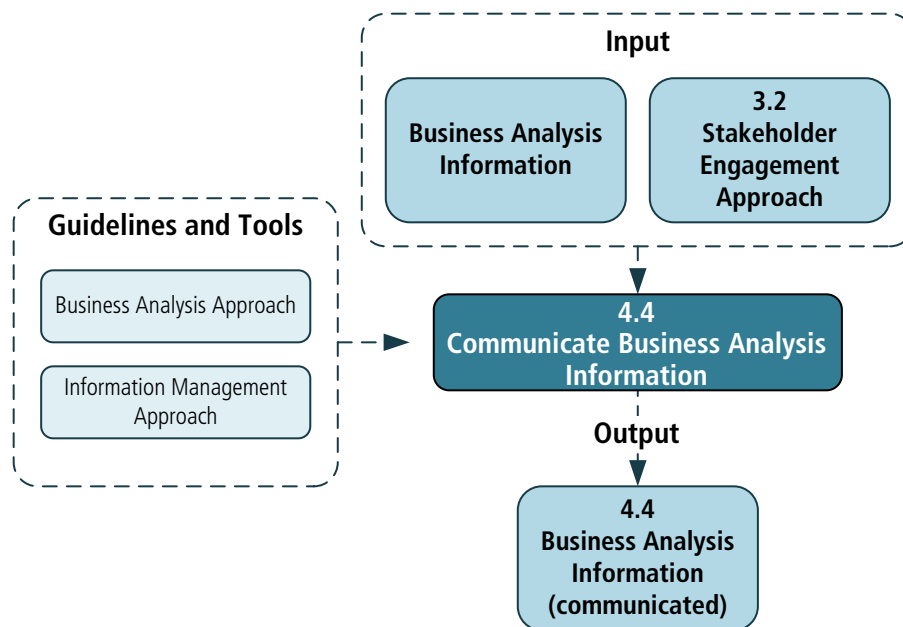 Input
Business Analysis
Information
3.2
Stakeholder
Engagement
Approach
Guidelines and Tools
Business Analysis Approach
Information Management
Approach
4.4
Communicate Business Analysis
Information
Output
4.4
Business Analysis
Information
(communicated)